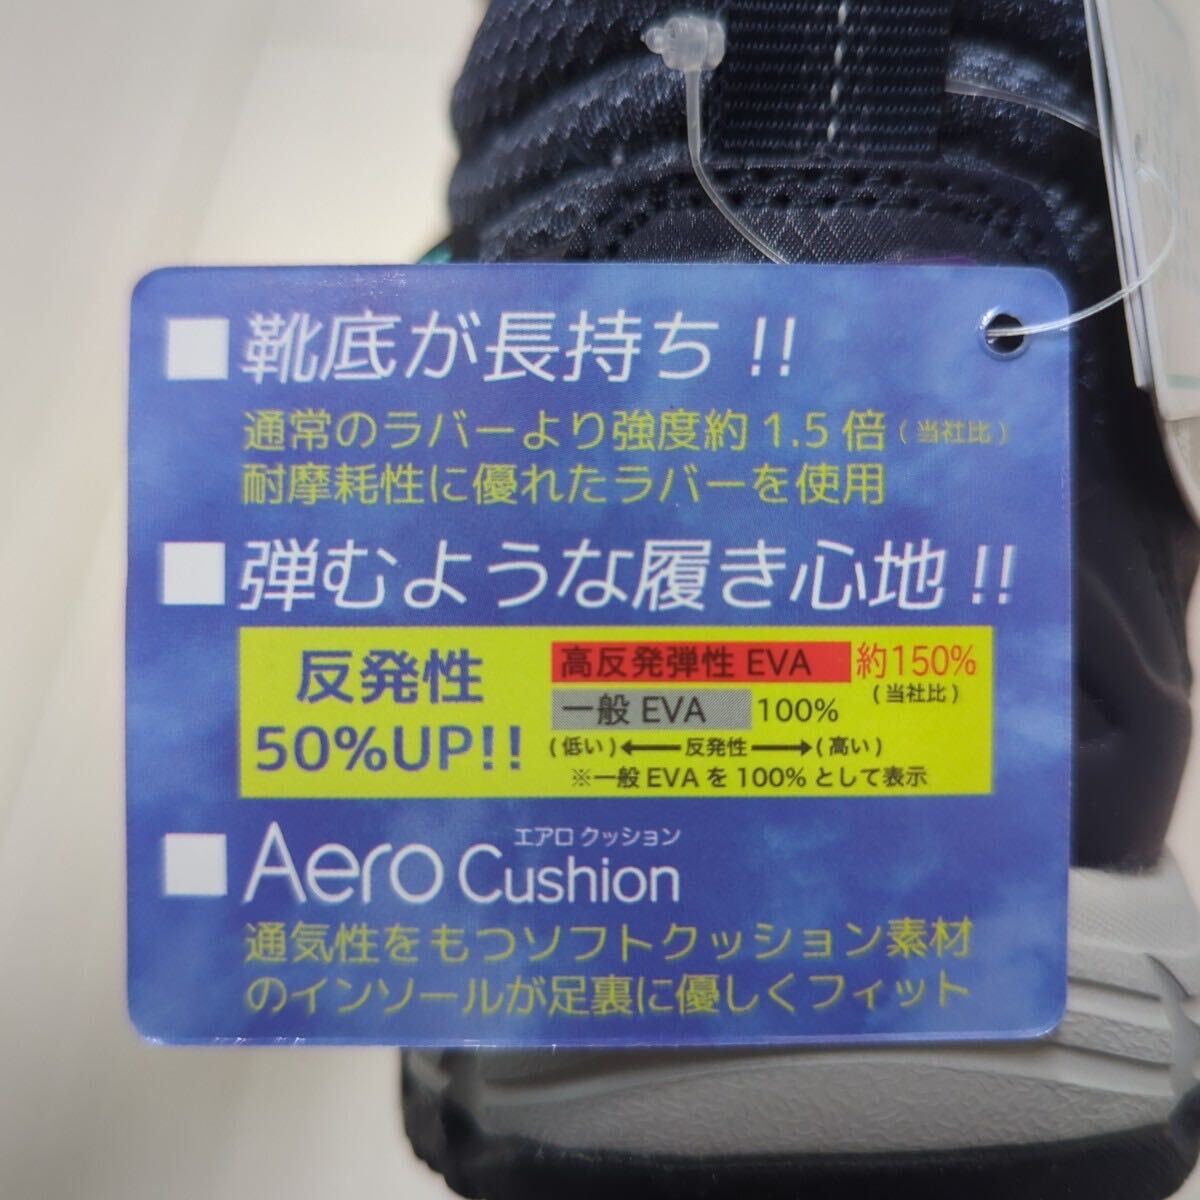 ■靴底が長持ち!!
通常のラバーより強度約1.5倍(当社比)
耐摩耗性に優れたラバーを使用
■弾むような履き心地!!
反発性
50%UP!!
高反発弾性EVA 約150%
(当社比)
一般EVA 100%
(低い)←反発性→(高い)
※一般EVAを100%として表示
エアロクッション
■Aero Cushion
通気性をもつソフトクッション素材
のインソールが足裏に優しくフィット